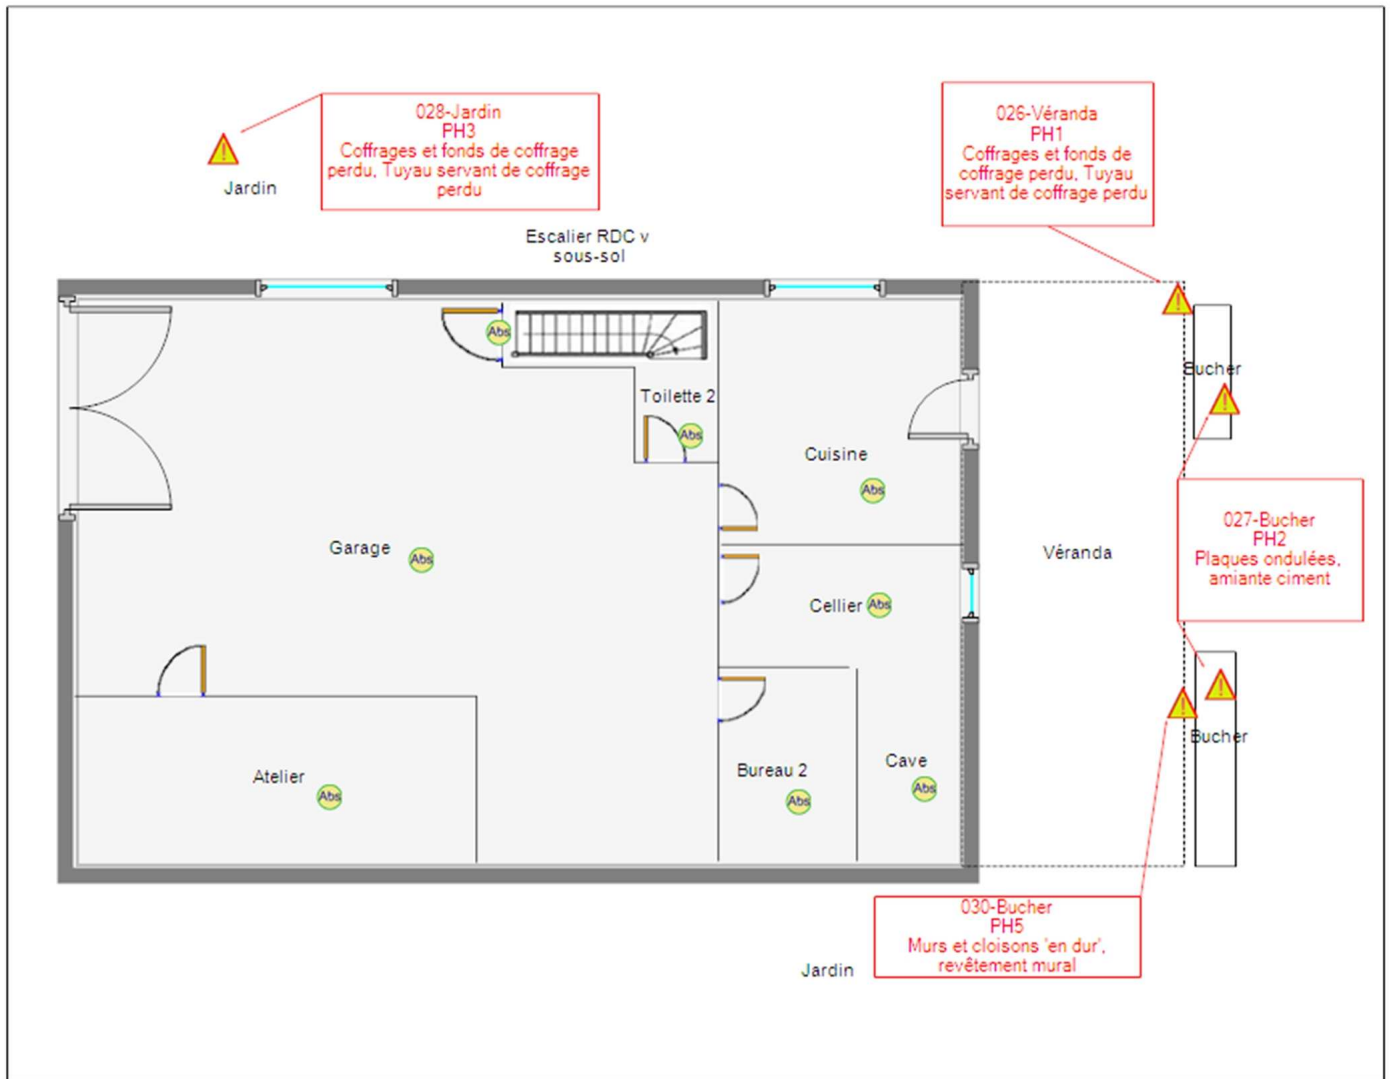 028-Jardin
PH3
Coffrages et fonds de coffrage
perdu, Tuyau servant de coffrage
perdu
Jardin
026-Véranda
PH1
Coffrages et fonds de
coffrage perdu, Tuyau
servant de coffrage perdu
Escalier RDC v
sous-sol
Abs
Toilette 2
Abs
Bucher
Cuisine
Abs
027-Bucher
PH2
Plaques ondulées,
amiante ciment
Garage
Abs
Véranda
Cellier
Abs
Bucher
Atelier
Abs
Bureau 2
Abs
Cave
Abs
030-Bucher
PH5
Murs et cloisons 'en dur',
revêtement mural
Jardin